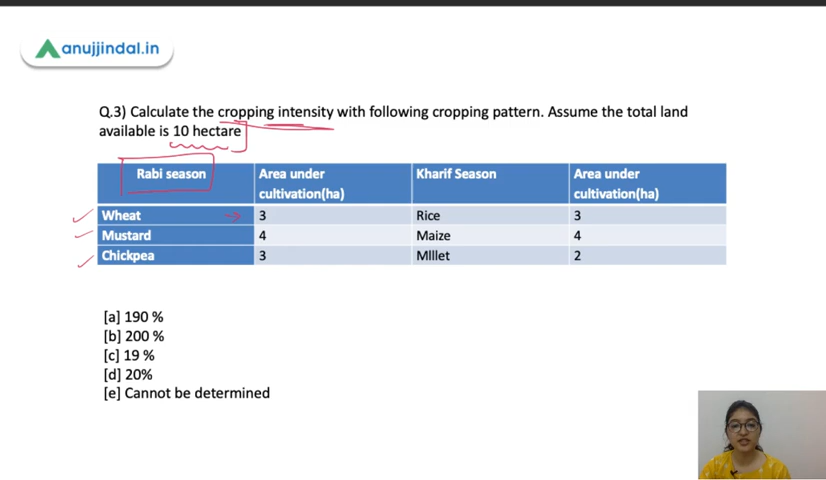 anujjindal.in
Q.3) Calculate the cropping intensity with following cropping pattern. Assume the total land
available is 10 hectare
Rabi season Area under cultivation(ha) Kharif Season Area under cultivation(ha)
Wheat 3 Rice 3
Mustard 4 Maize 4
Chickpea 3 MIllet 2
[a] 190 %
[b] 200 %
[c] 19 %
[d] 20%
[e] Cannot be determined